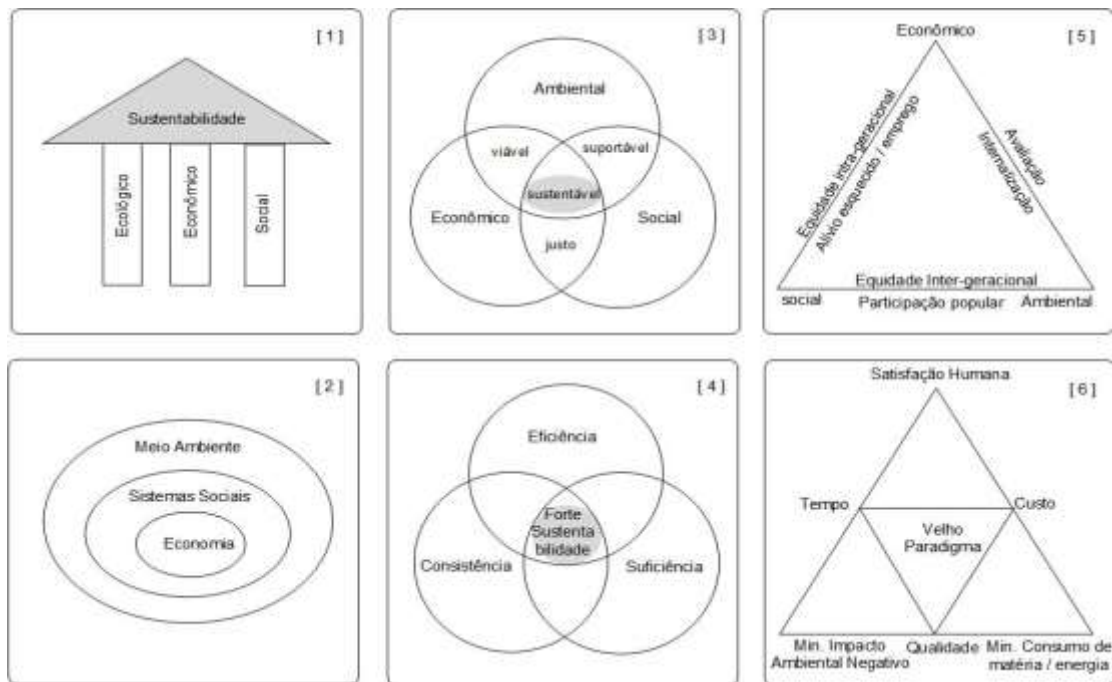 [ 1 ]
Sustentabilidade
Ecológico
Econômico
Social
[ 3 ]
Ambiental
viável
suportável
sustentável
Econômico
Social
justo
Econômico
[ 5 ]
Equidade intra-geracional
Alívio esquecido / emprego
Avaliação
Internalização
Equidade Inter-geracional
social
Participação popular
Ambiental
[ 2 ]
Meio Ambiente
Sistemas Sociais
Economia
[ 4 ]
Eficiência
Forte
Sustenta
bilidade
Consistência
Suficiência
Satisfação Humana
[ 6 ]
Tempo
Custo
Velho
Paradigma
Min. Impacto
Ambiental Negativo
Qualidade
Min. Consumo de
matéria / energia